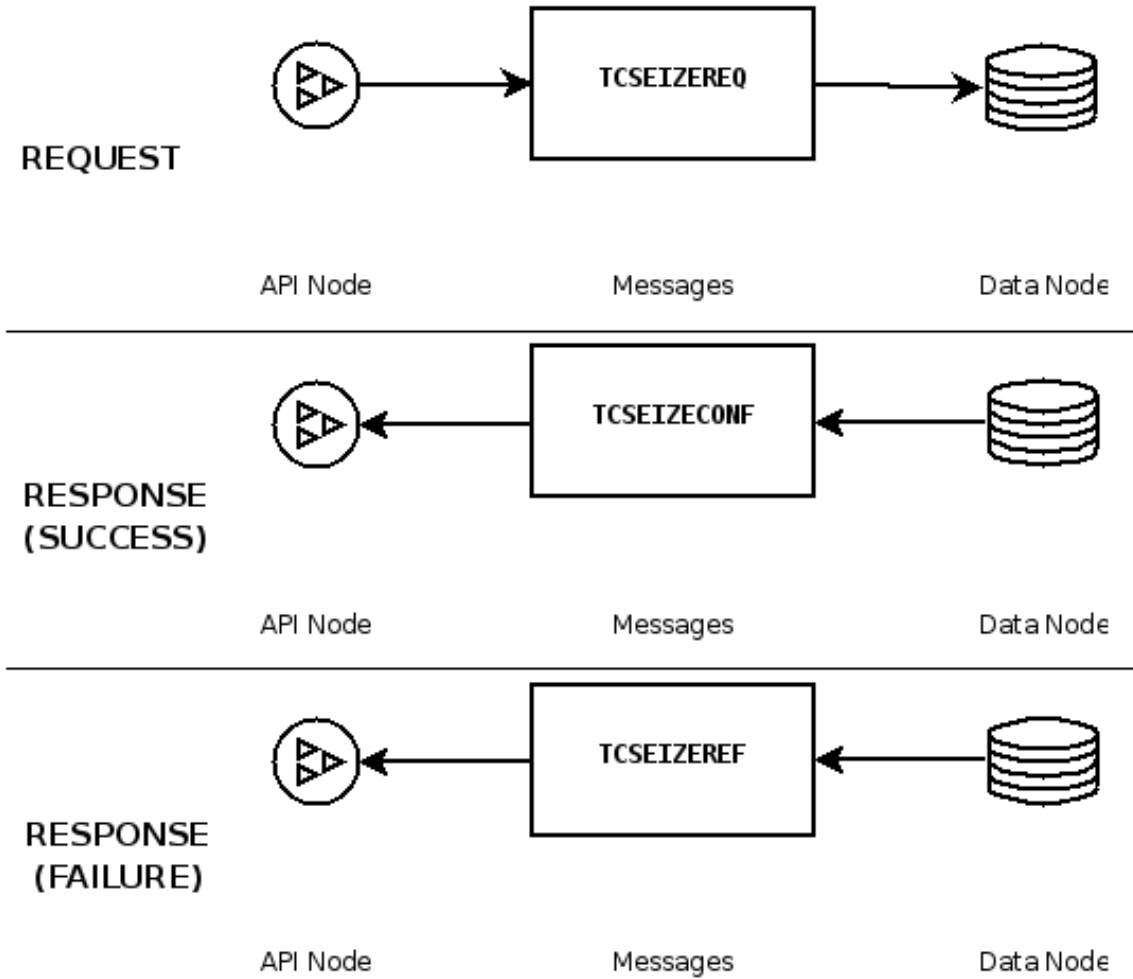 TCSEIZEREQ
REQUEST
API Node Messages Data Node
TCSEIZECONF
RESPONSE
(SUCCESS)
API Node Messages Data Node
TCSEIZEREF
RESPONSE
(FAILURE)
API Node Messages Data Node